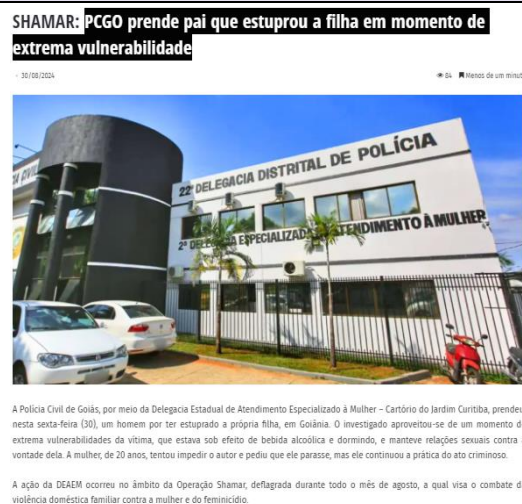 SHAMAR: PCGO prende pai que estuprou a filha em momento de
extrema vulnerabilidade
- 30/08/2024
84 Menos de um minut
22ª DELEGACIA DISTRITAL DE POLÍCIA
2ª DELEGACIA ESPECIALIZADA ATENDIMENTO À MULHER
A Polícia Civil de Goiás, por meio da Delegacia Estadual de Atendimento Especializado à Mulher – Cartório do Jardim Curitiba, prendeu
nesta sexta-feira (30), um homem por ter estuprado a própria filha, em Goiânia. O investigado aproveitou-se de um momento d
extrema vulnerabilidades da vítima, que estava sob efeito de bebida alcoólica e dormindo, e manteve relações sexuais contra
vontade dela. A mulher, de 20 anos, tentou impedir o autor e pediu que ele parasse, mas ele continuou a prática do ato criminoso.
A ação da DEAEM ocorreu no âmbito da Operação Shamar, deflagrada durante todo o mês de agosto, a qual visa o combate d
violência doméstica familiar contra a mulher e do feminicídio.